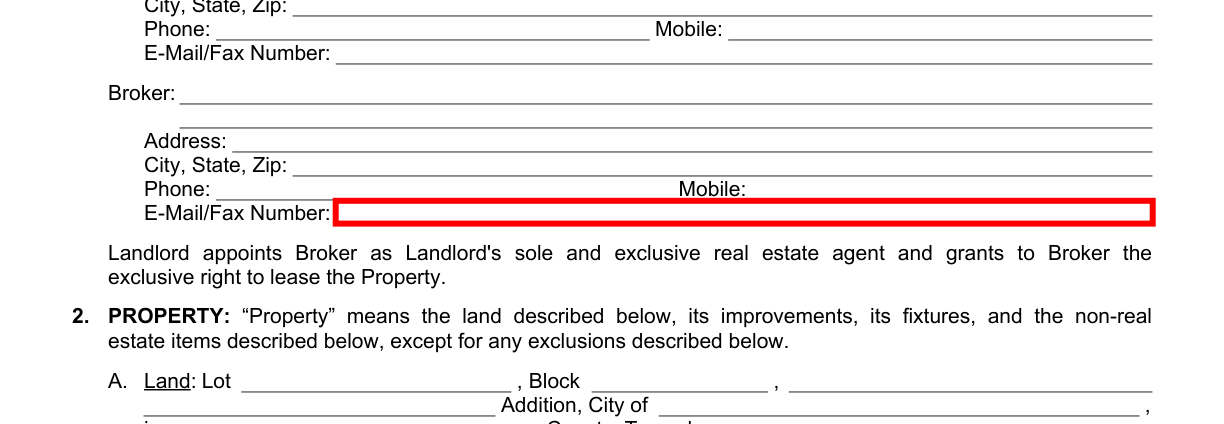 City, State, Zip:
Phone: Mobile:
E-Mail/Fax Number:
Broker:
Address:
City, State, Zip:
Phone: Mobile:
E-Mail/Fax Number:
Landlord appoints Broker as Landlord's sole and exclusive real estate agent and grants to Broker the
exclusive right to lease the Property.
2. PROPERTY: “Property” means the land described below, its improvements, its fixtures, and the non-real
estate items described below, except for any exclusions described below.
A. Land: Lot , Block ,
Addition, City of ,